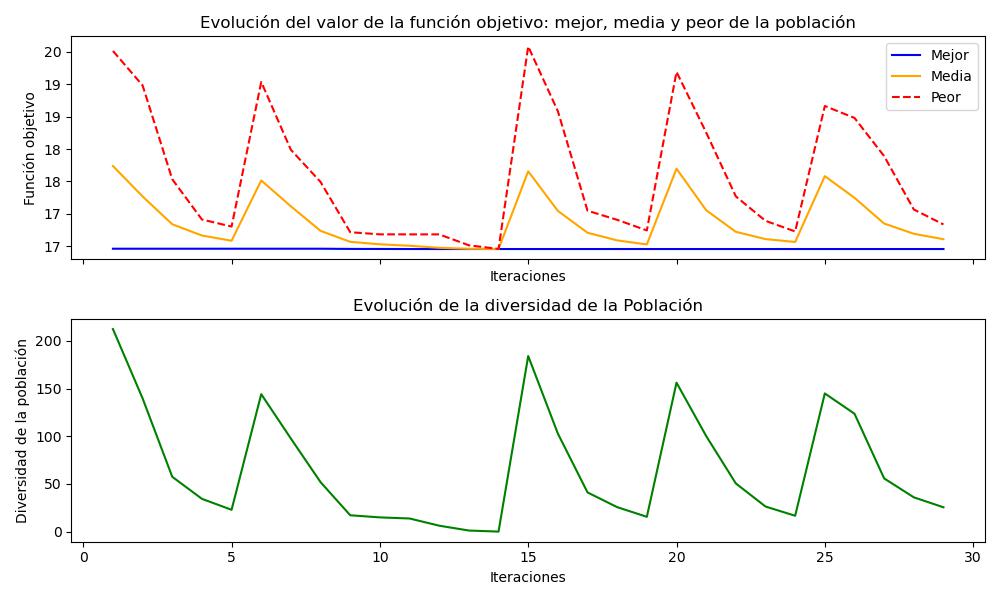 Evolución del valor de la función objetivo: mejor, media y peor de la población
Función objetivo
20
19
19
18
18
17
17
Mejor
Media
Peor
Iteraciones
Evolución de la diversidad de la Población
Diversidad de la población
200
150
100
50
0
0 5 10 15 20 25 30
Iteraciones